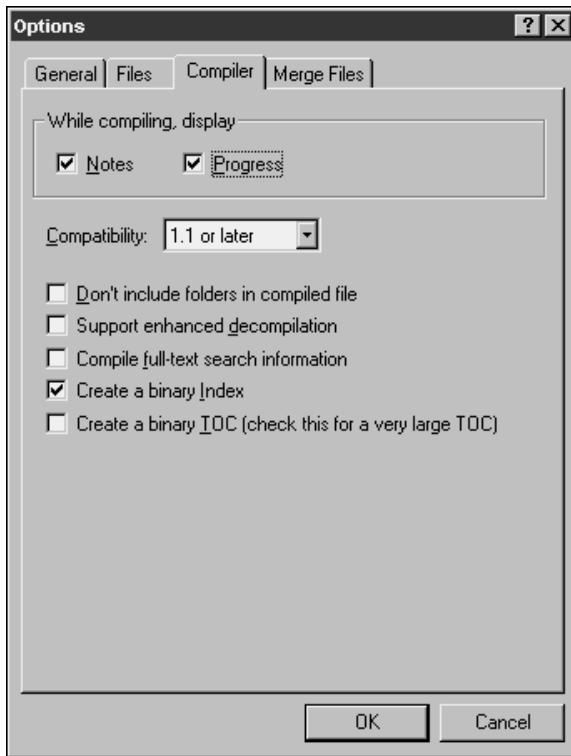 Options
General Files Compiler Merge Files
While compiling, display
Notes Progress
Compatibility: 1.1 or later
Don't include folders in compiled file
Support enhanced decompilation
Compile full-text search information
Create a binary Index
Create a binary TOC (check this for a very large TOC)
OK Cancel